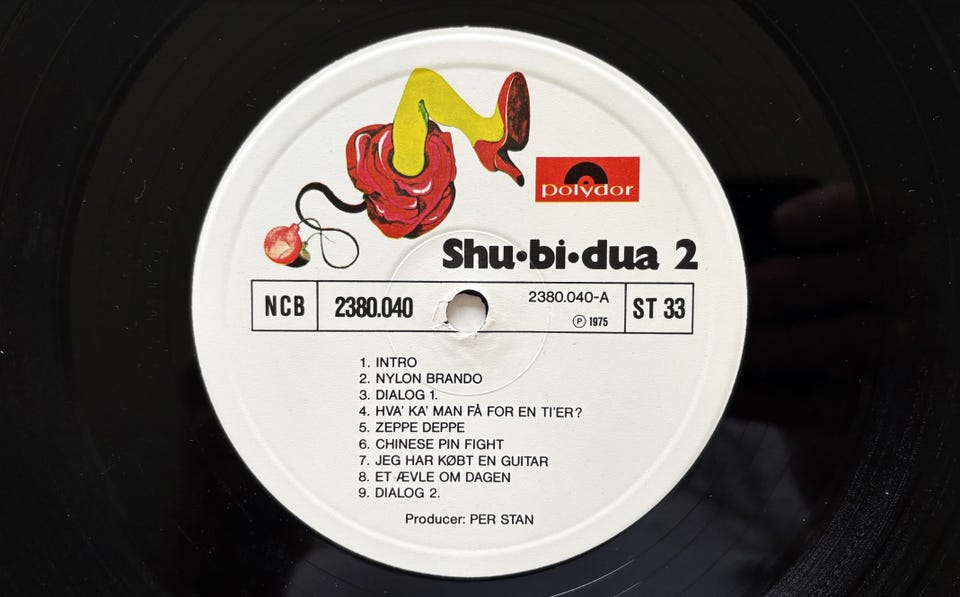 polydor
Shu•bi•dua 2
NCB 2380.040 2380.040-A ST 33
Ⓟ 1975
1. INTRO
2. NYLON BRANDO
3. DIALOG 1.
4. HVA' KA' MAN FÅ FOR EN TI'ER?
5. ZEPPE DEPPE
6. CHINESE PIN FIGHT
7. JEG HAR KØBT EN GUITAR
8. ET ÆVLE OM DAGEN
9. DIALOG 2.
Producer: PER STAN